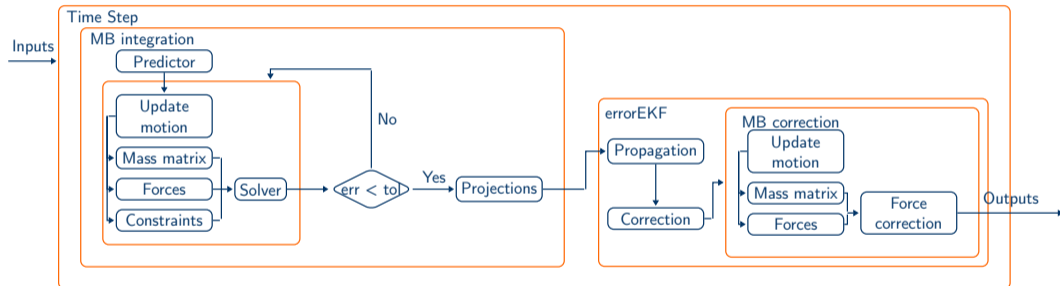 Time Step
Inputs
MB integration
Predictor
Update
motion
Mass matrix
Forces
Constraints
Solver
No
err < tol
Yes
Projections
errorEKF
Propagation
Correction
MB correction
Update
motion
Mass matrix
Forces
Force
correction
Outputs